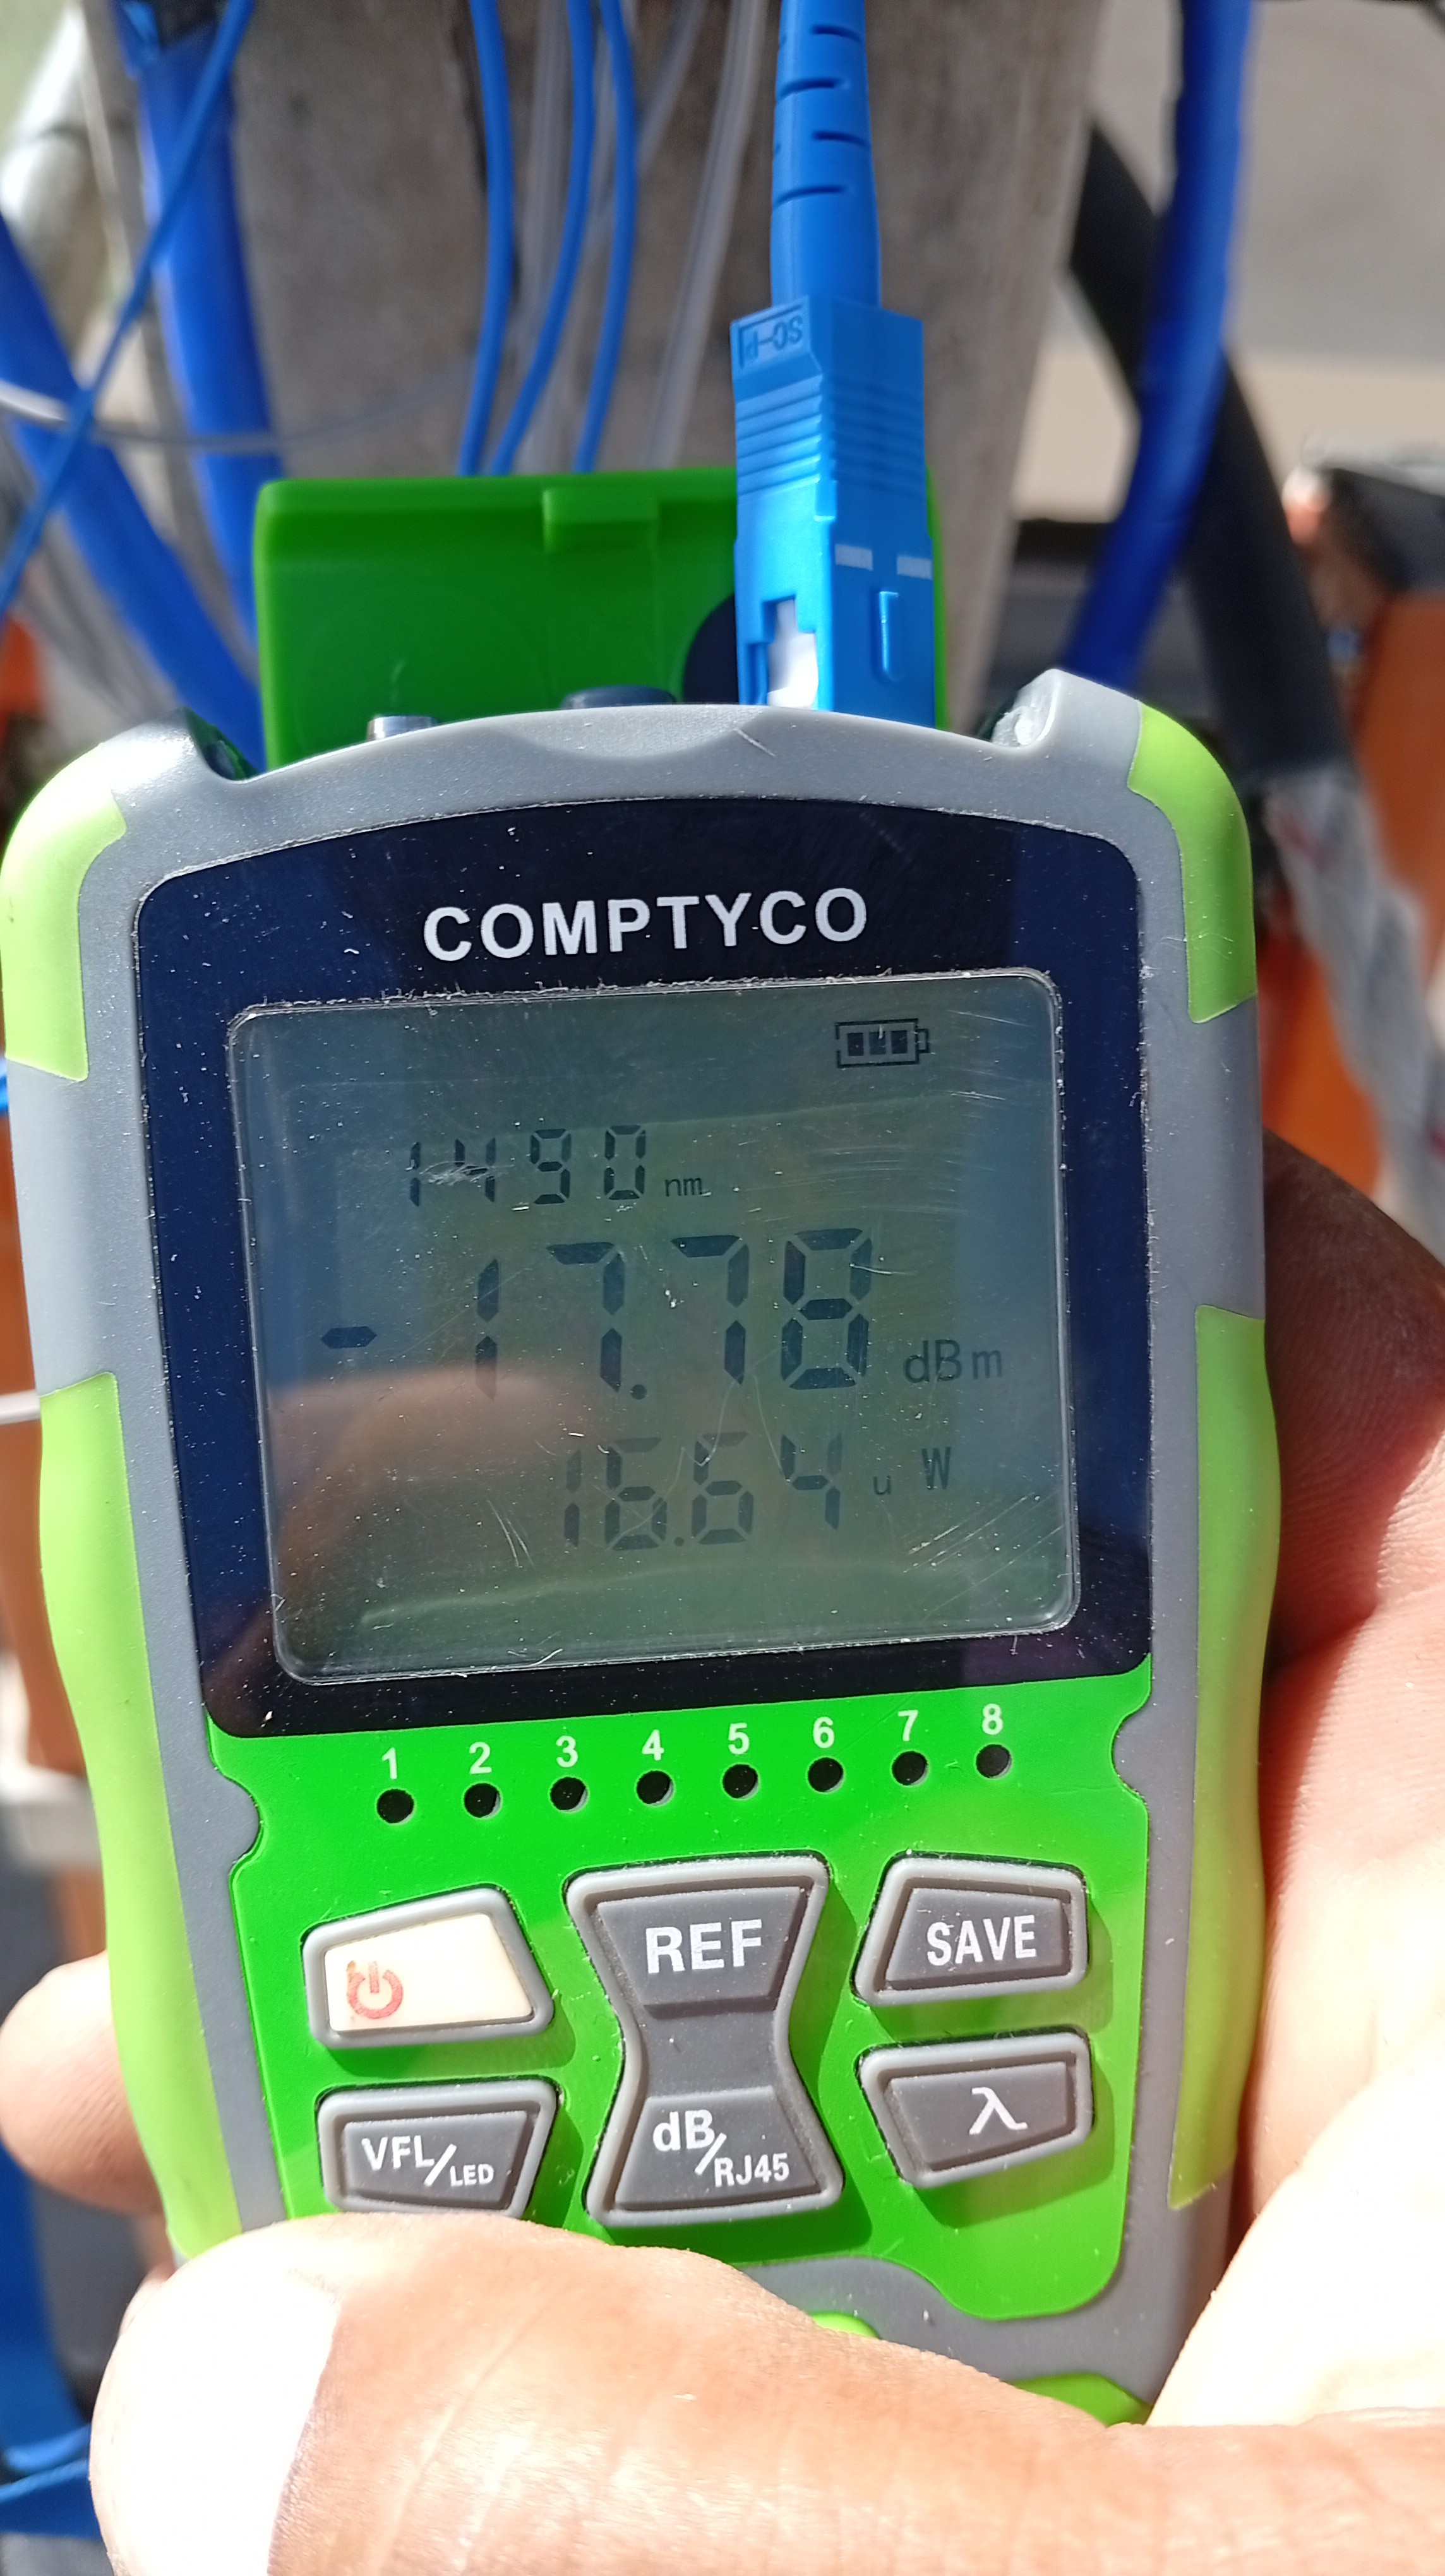 SC-P
COMPTYCO
1490 nm
-17.78 dBm
16.64 u W
1 2 3 4 5 6 7 8
REF
SAVE
VFL/LED
dB/RJ45
λ